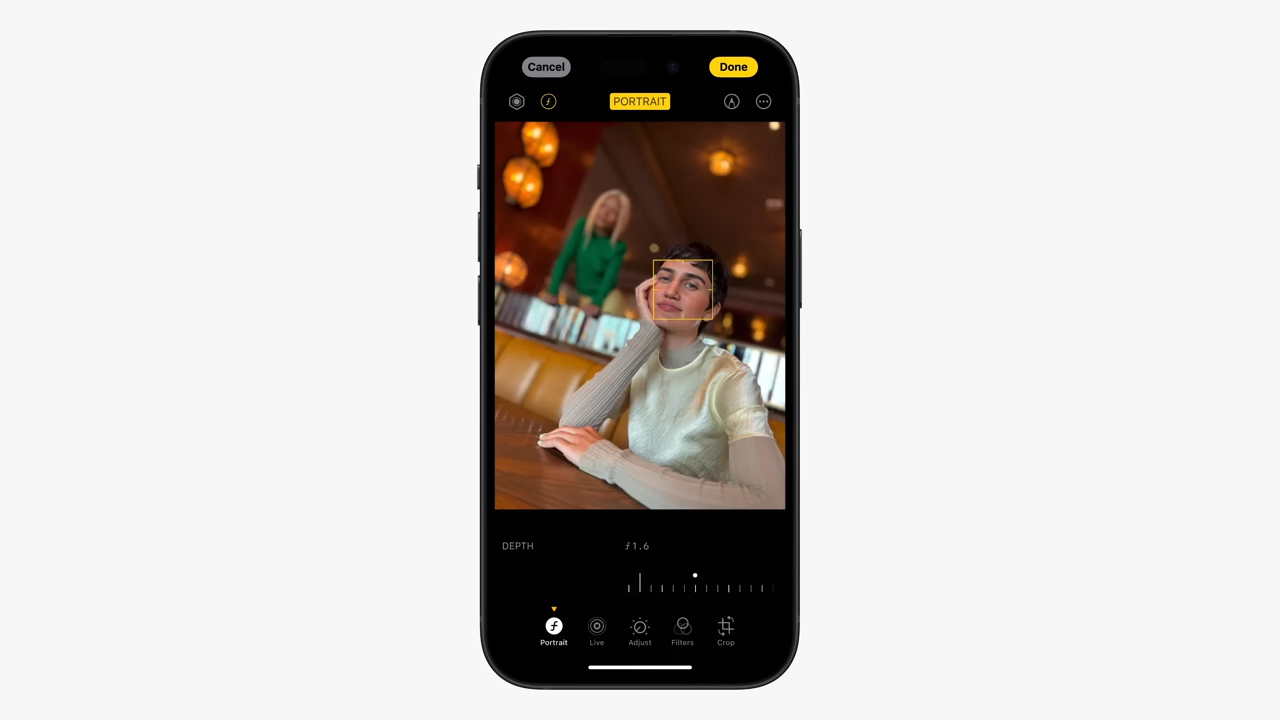 Cancel
Done
PORTRAIT
DEPTH
ƒ1.6
Portrait
Live
Adjust
Filters
Crop